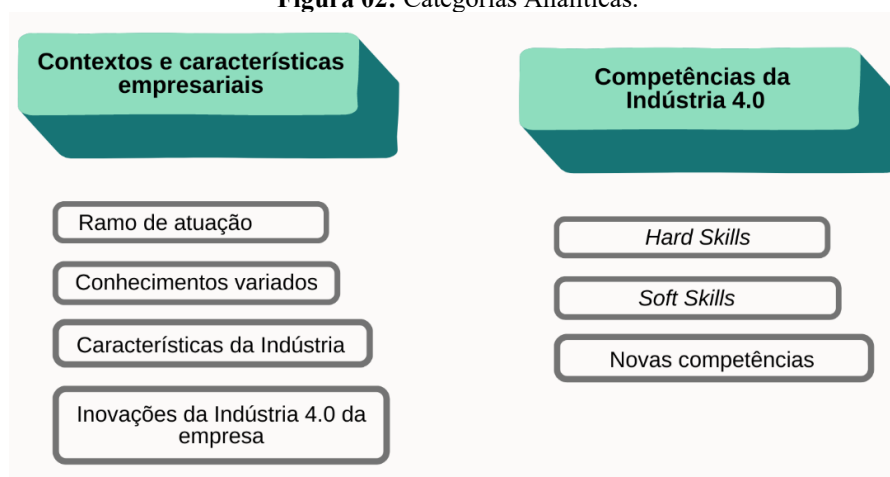 Figura 02: Categorias Analíticas.
Contextos e características
empresariais
Ramo de atuação
Conhecimentos variados
Características da Indústria
Inovações da Indústria 4.0 da
empresa
Competências da
Indústria 4.0
Hard Skills
Soft Skills
Novas competências